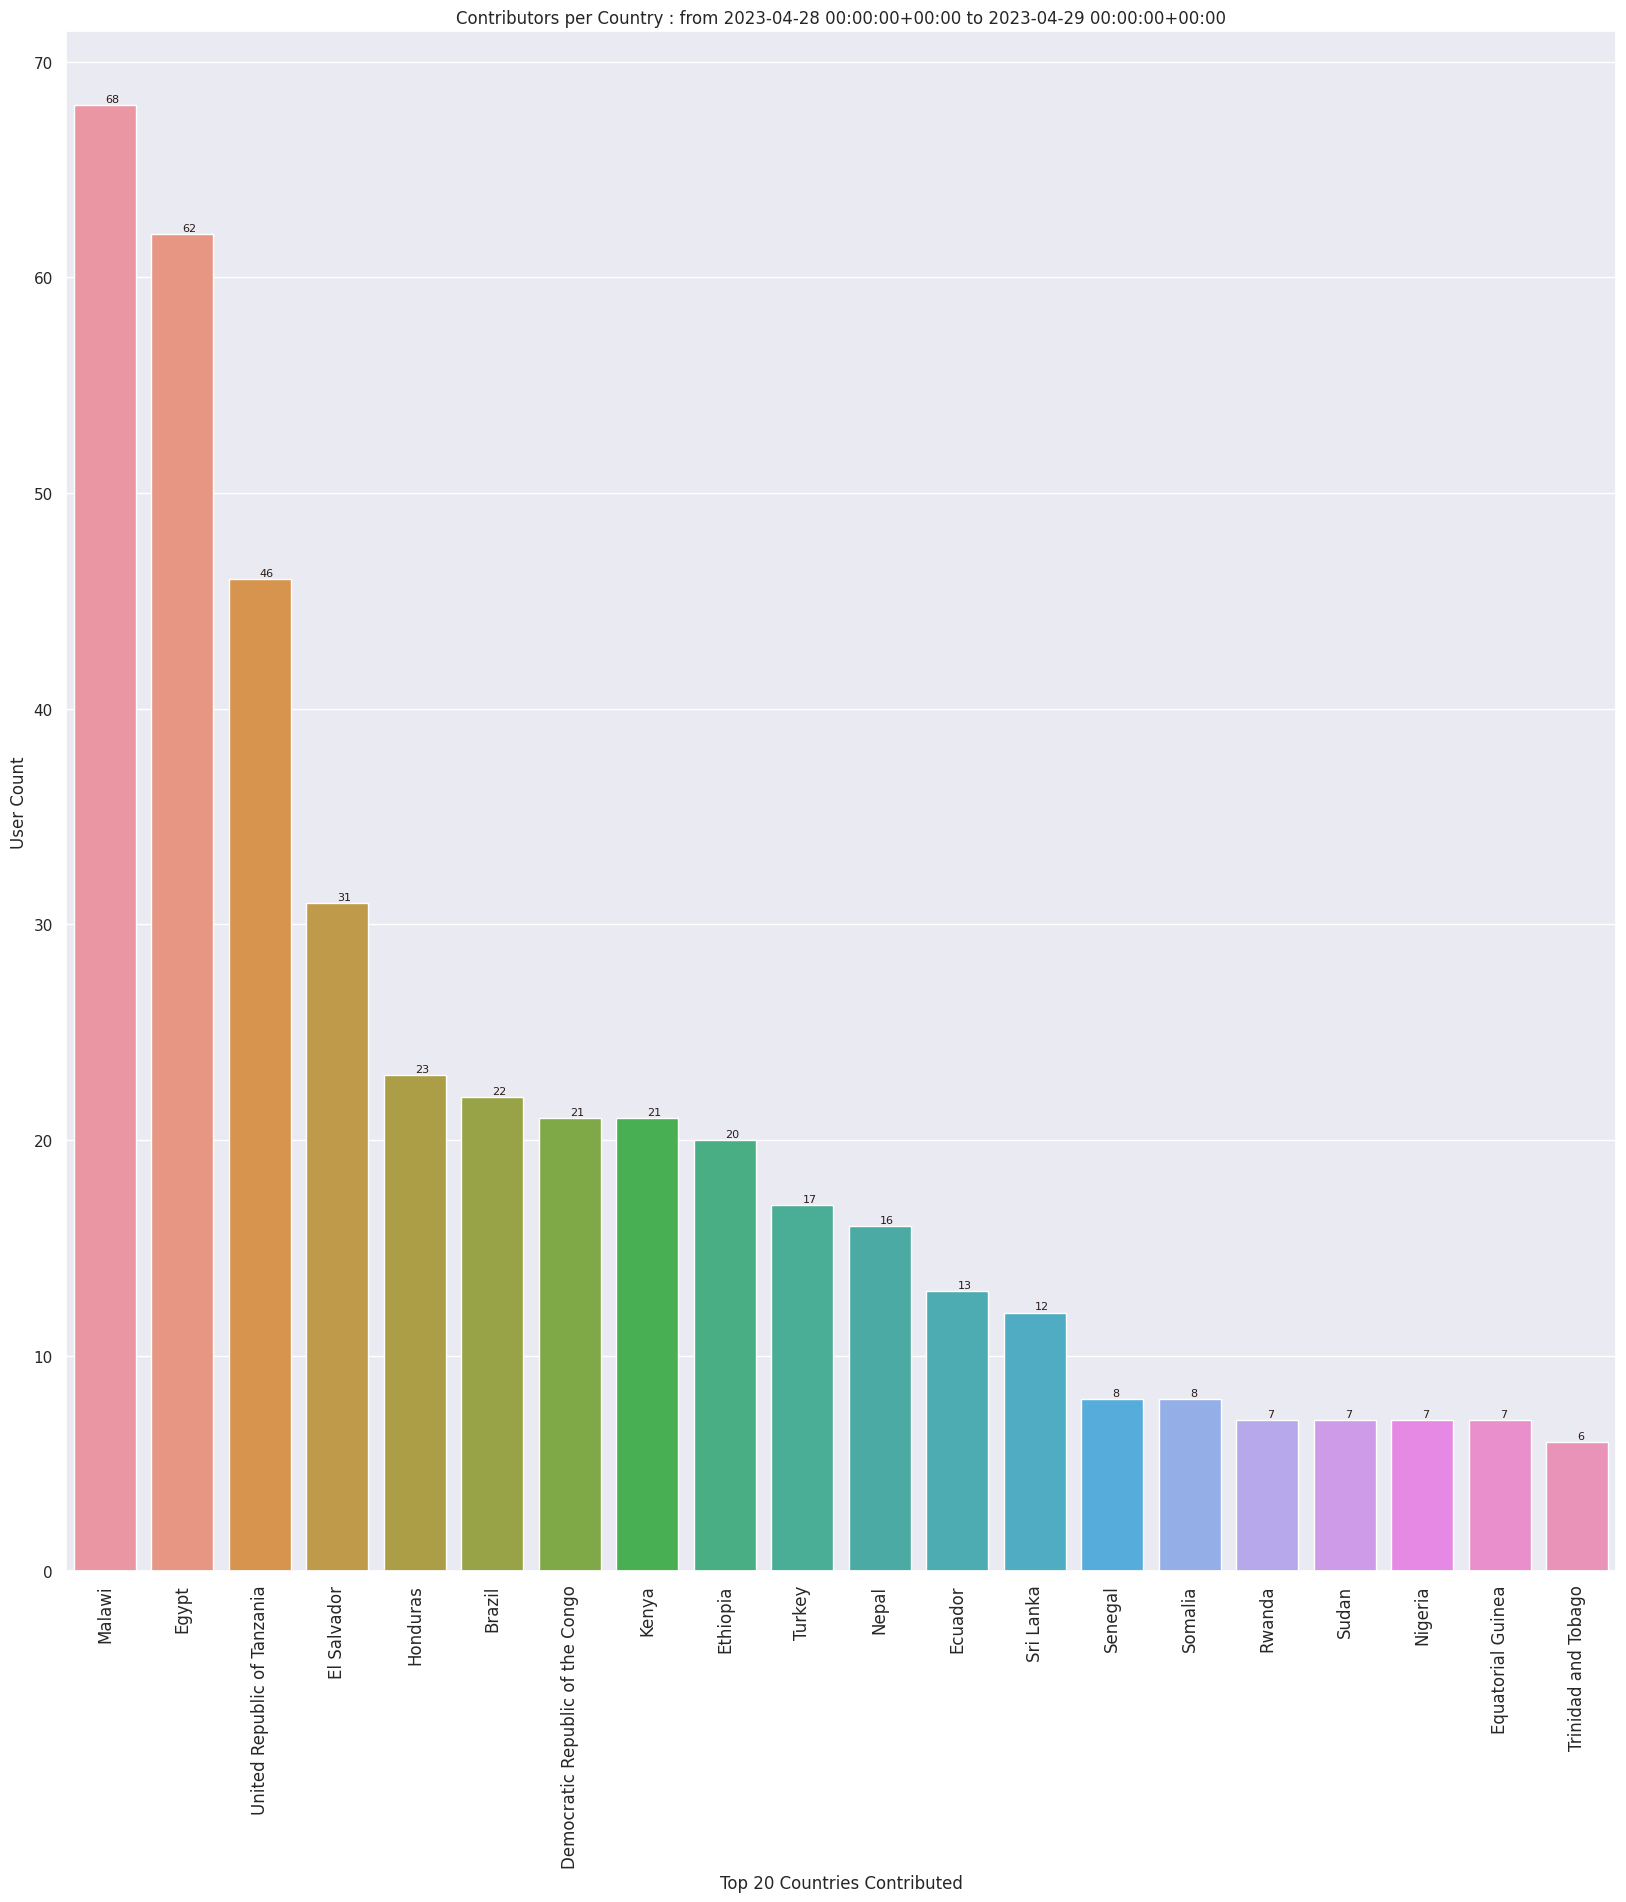 Contributors per Country : from 2023-04-28 00:00:00+00:00 to 2023-04-29 00:00:00+00:00
70
60
50
40
30
20
10
0
User Count
68
62
46
31
23
22
21
21
20
17
16
13
12
8
8
7
7
7
7
6
Malawi
Egypt
United Republic of Tanzania
El Salvador
Honduras
Brazil
Democratic Republic of the Congo
Kenya
Ethiopia
Turkey
Nepal
Ecuador
Sri Lanka
Senegal
Somalia
Rwanda
Sudan
Nigeria
Equatorial Guinea
Trinidad and Tobago
Top 20 Countries Contributed